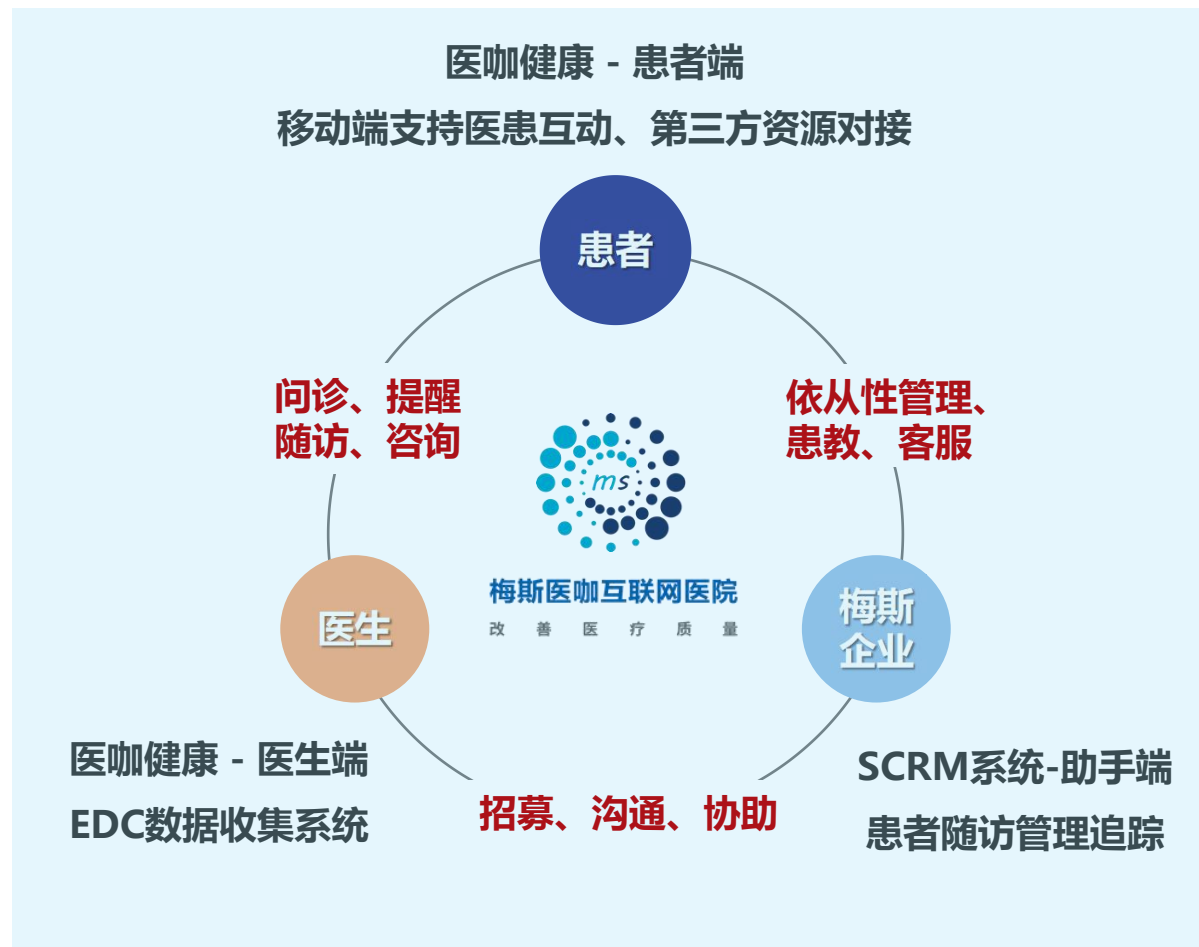 医咖健康 - 患者端
移动端支持医患互动、第三方资源对接
患者
问诊、提醒
随访、咨询
依从性管理、
患教、客服
ms
梅斯医咖互联网医院
改善医疗质量
医生
梅斯
企业
医咖健康 - 医生端
EDC数据收集系统
招募、沟通、协助
SCRM系统-助手端
患者随访管理追踪